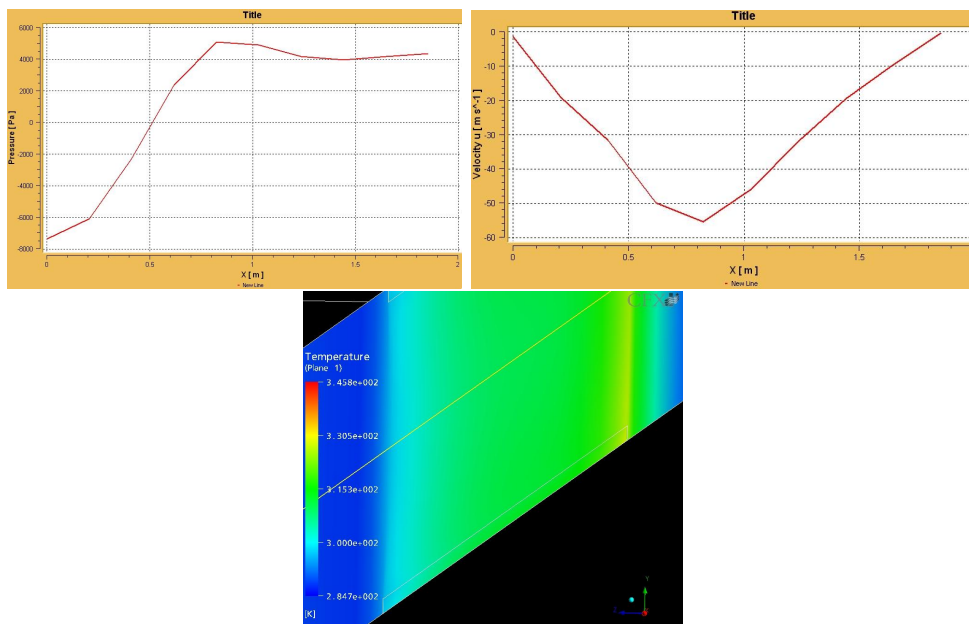 Title
Pressure [ Pa ]
6000
4000
2000
0
-2000
-4000
-6000
-8000
0
0.5
1
1.5
2
X [ m ]
New Line
Title
Velocity u [ m s^-1 ]
0
-10
-20
-30
-40
-50
-60
0
0.5
1
1.5
X [ m ]
New Line
CFX
Temperature
(Plane 1)
3.458e+002
3.305e+002
3.153e+002
3.000e+002
2.847e+002
[K]
Y
Z